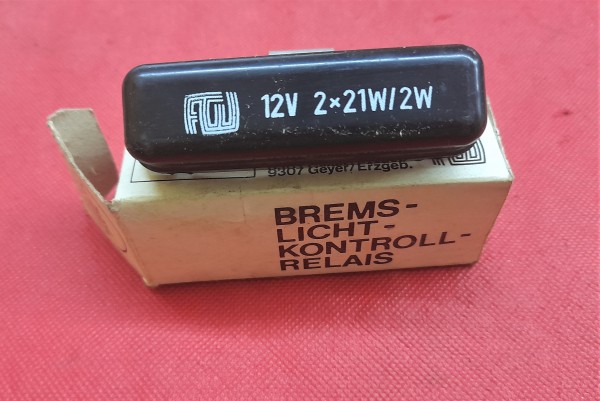 12V 2×21W/2W
9307 Geyer/Erzgeb.
BREMS-
LICHT-
KONTROLL-
RELAIS